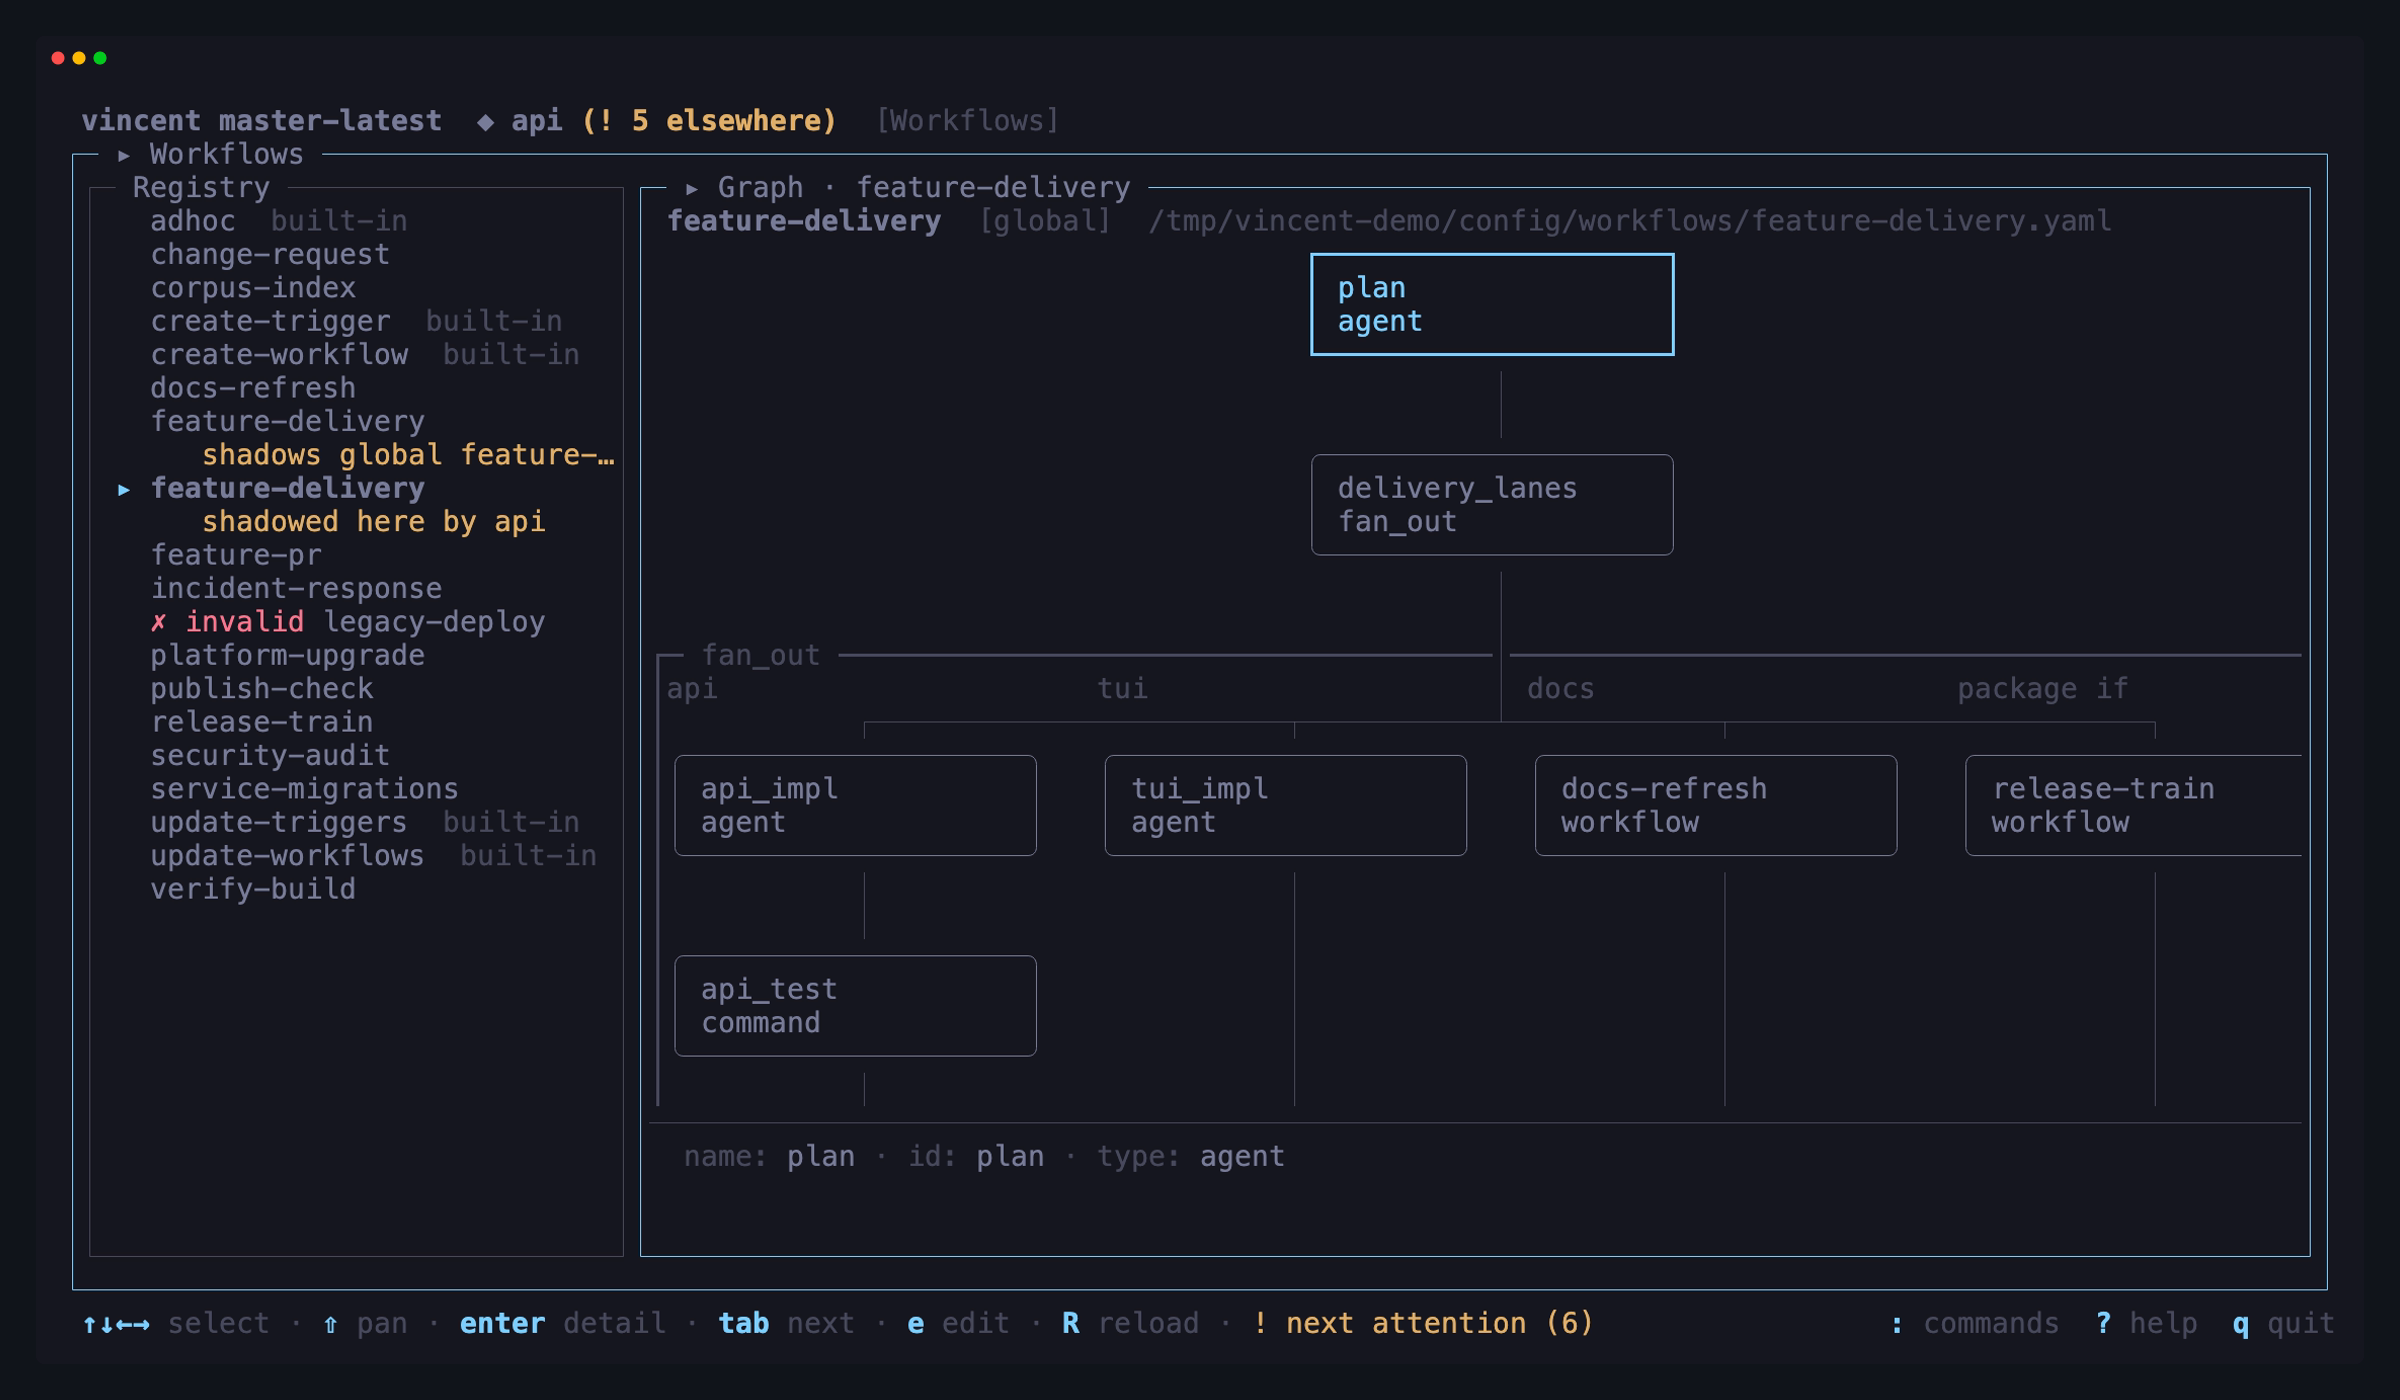 vincent master-latest ◆ api (! 5 elsewhere) [Workflows]
▸ Workflows
Registry
adhoc built-in
change-request
corpus-index
create-trigger built-in
create-workflow built-in
docs-refresh
feature-delivery
shadows global feature-…
▸ feature-delivery
shadowed here by api
feature-pr
incident-response
✗ invalid legacy-deploy
platform-upgrade
publish-check
release-train
security-audit
service-migrations
update-triggers built-in
update-workflows built-in
verify-build
▸ Graph · feature-delivery
feature-delivery [global] /tmp/vincent-demo/config/workflows/feature-delivery.yaml
plan
agent
delivery_lanes
fan_out
fan_out
api tui docs package if
api_impl
agent
tui_impl
agent
docs-refresh
workflow
release-train
workflow
api_test
command
name: plan · id: plan · type: agent
↑↓←→ select · ⇧ pan · enter detail · tab next · e edit · R reload · ! next attention (6) : commands ? help q quit